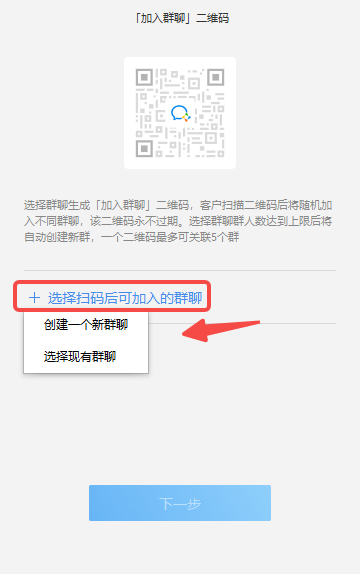 「加入群聊」二维码
选择群聊生成「加入群聊」二维码，客户扫描二维码后将随机加
入不同群聊，该二维码永不过期。选择群聊群人数达到上限后将
自动创建新群，一个二维码最多可关联5个群
＋ 选择扫码后可加入的群聊
创建一个新群聊
选择现有群聊
下一步